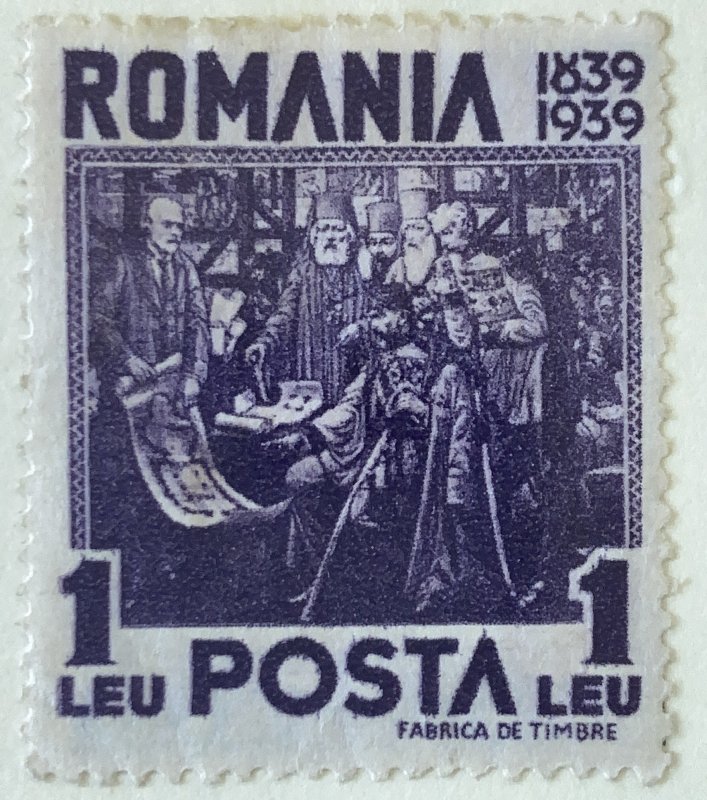 ROMANIA
1839
1939
1 1
LEU POSTA LEU
FABRICA DE TIMBRE